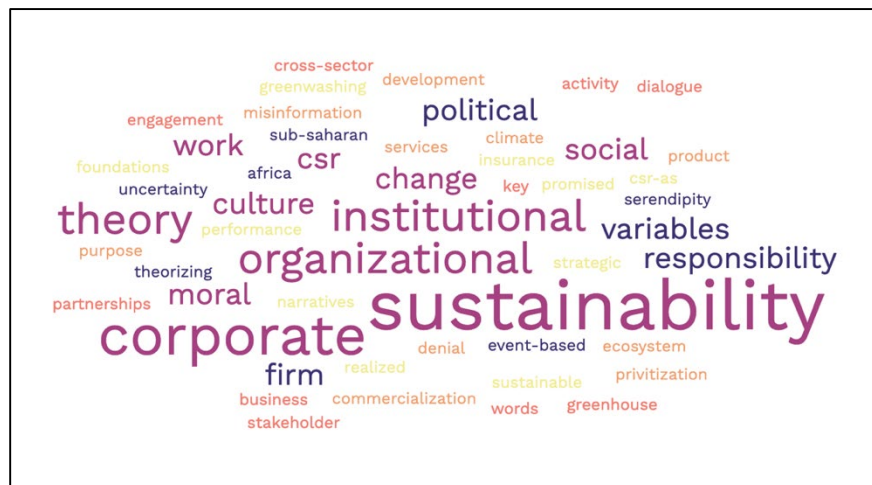 cross-sector
greenwashing development activity dialogue
engagement misinformation political
work sub-saharan services climate social product
foundations csr insurance
uncertainty africa change key promised csr-as
theory culture institutional serendipity
performance variables
purpose organizational strategic responsibility
theorizing
partnerships moral narratives sustainability
corporate denial event-based ecosystem
firm realized sustainable privitization
business commercialization words greenhouse
stakeholder